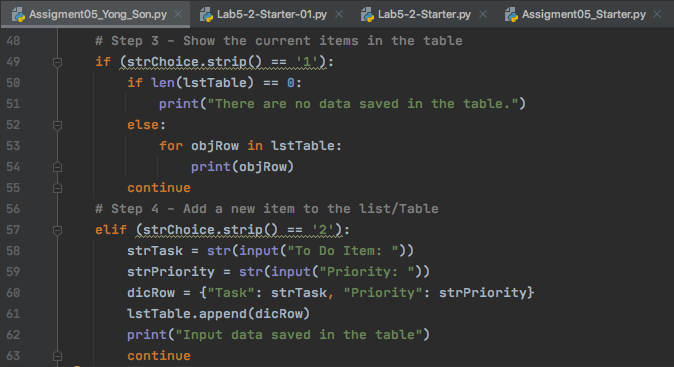 Assigment05_Yong_Son.py × Lab5-2-Starter-01.py × Lab5-2-Starter.py × Assigment05_Starter.py ×
48 # Step 3 - Show the current items in the table
49 if (strChoice.strip() == '1'):
50 if len(lstTable) == 0:
51 print("There are no data saved in the table.")
52 else:
53 for objRow in lstTable:
54 print(objRow)
55 continue
56 # Step 4 - Add a new item to the list/Table
57 elif (strChoice.strip() == '2'):
58 strTask = str(input("To Do Item: "))
59 strPriority = str(input("Priority: "))
60 dicRow = {"Task": strTask, "Priority": strPriority}
61 lstTable.append(dicRow)
62 print("Input data saved in the table")
63 continue